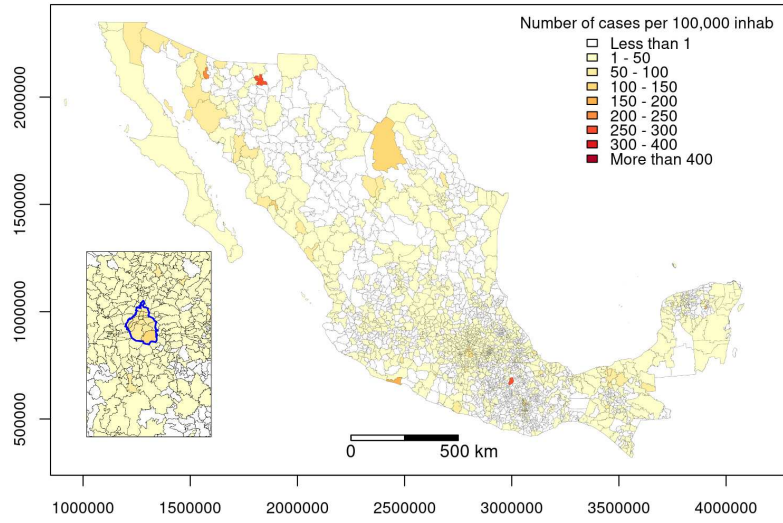 Number of cases per 100,000 inhab
Less than 1
1 - 50
50 - 100
100 - 150
150 - 200
200 - 250
250 - 300
300 - 400
More than 400
2000000
1500000
1000000
500000
0 500 km
1000000 1500000 2000000 2500000 3000000 3500000 4000000